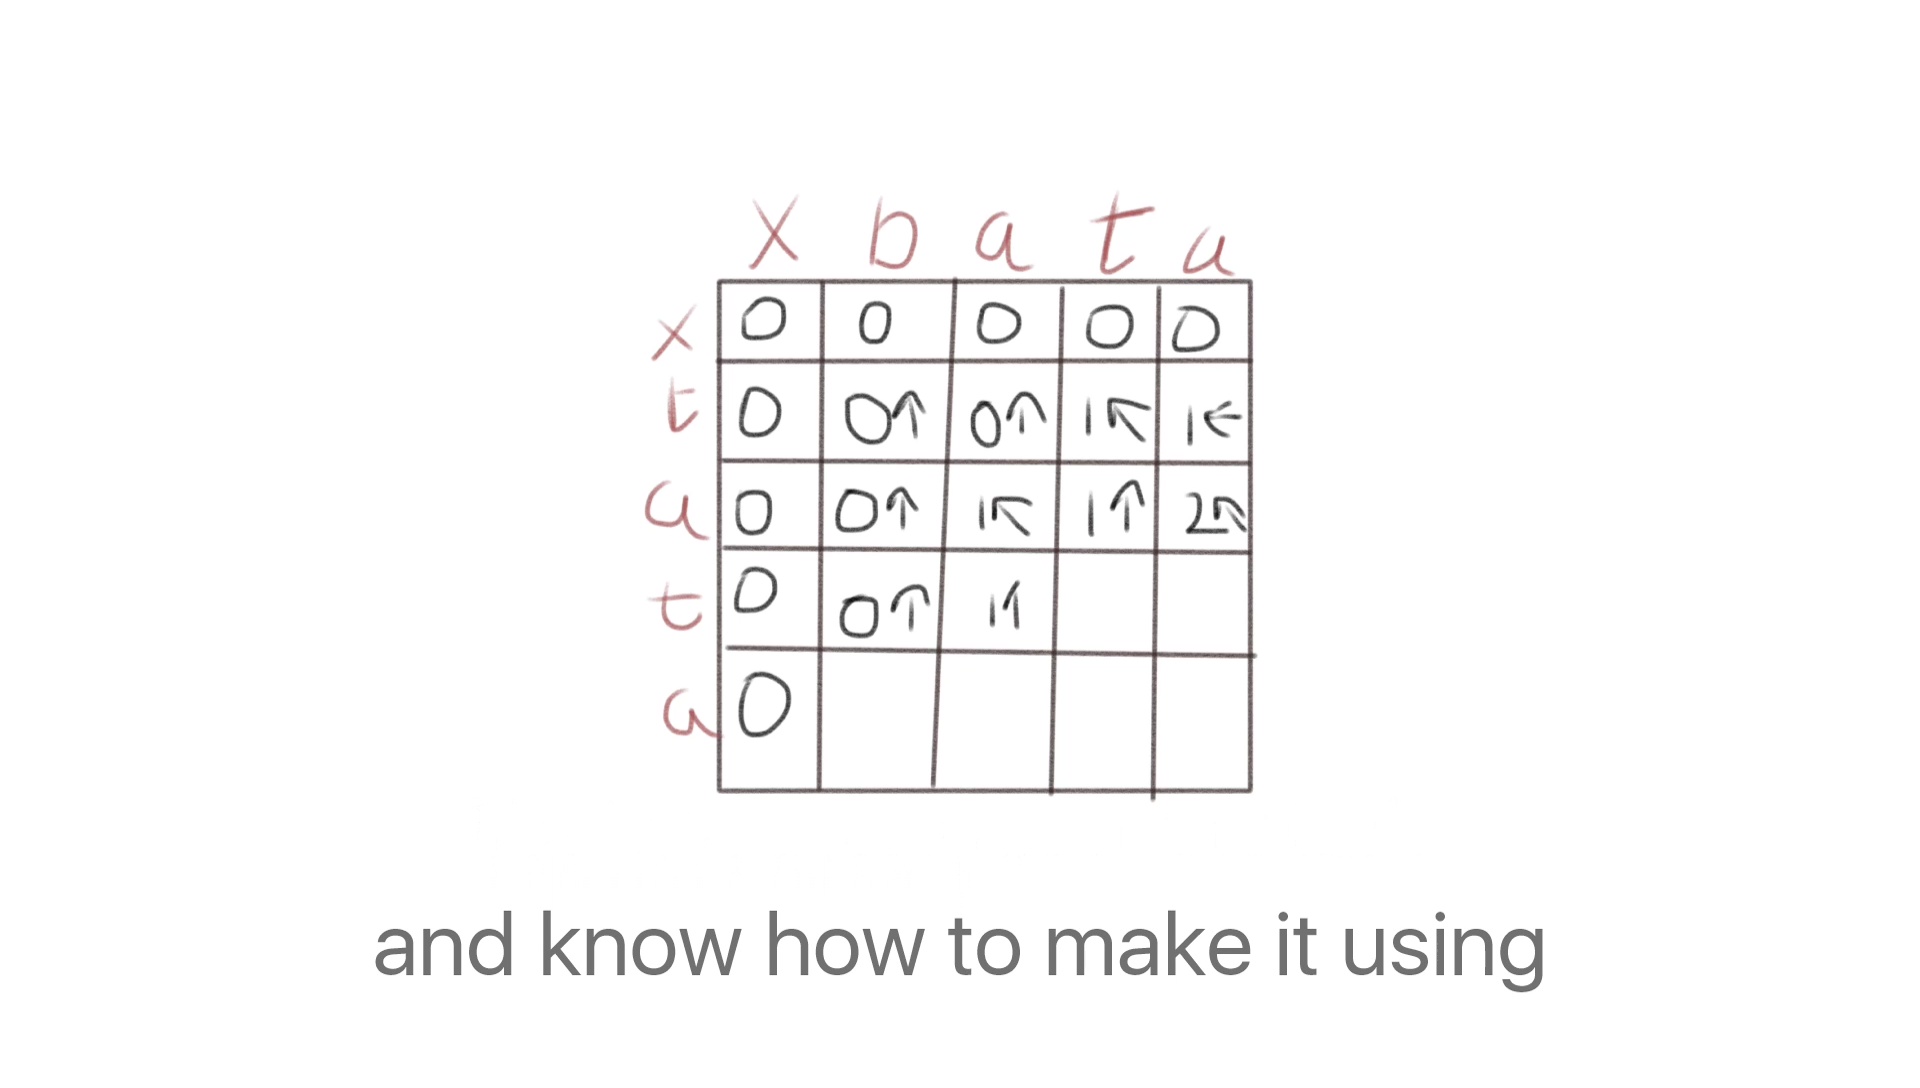 x b a t a
x 0 0 0 0 0
t 0 0↑ 0↑ 1↖ 1←
a 0 0↑ 1↖ 1↑ 2↖
t 0 0↑ 1↑
a 0
and know how to make it using